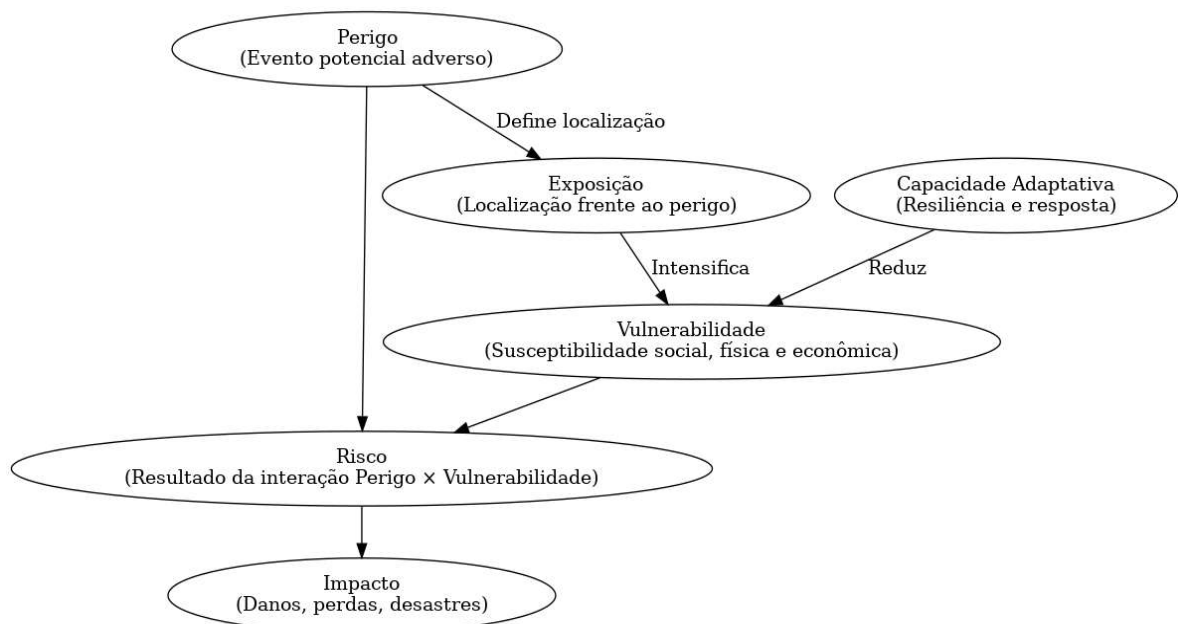 Perigo
(Evento potencial adverso)
Define localização
Exposição
(Localização frente ao perigo)
Capacidade Adaptativa
(Resiliência e resposta)
Intensifica
Reduz
Vulnerabilidade
(Susceptibilidade social, física e econômica)
Risco
(Resultado da interação Perigo × Vulnerabilidade)
Impacto
(Danos, perdas, desastres)